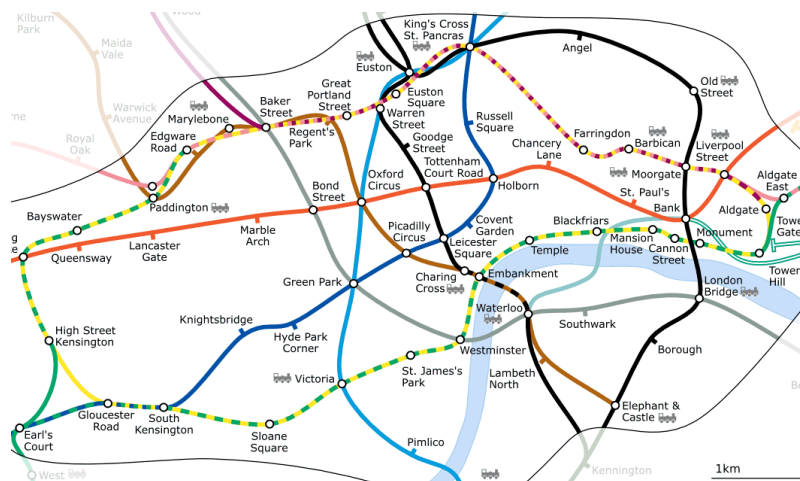 Kilburn
Park
Maida
Vale
Warwick
Avenue
Royal
Oak
King's Cross
St. Pancras
Euston
Angel
Old
Street
Great
Portland
Street
Euston
Square
Baker
Street
Marylebone
Edgware
Road
Regent's
Park
Warren
Street
Russell
Square
Goodge
Street
Farringdon
Barbican
Liverpool
Street
Moorgate
Chancery
Lane
Tottenham
Court Road
Oxford
Circus
Bond
Street
Holborn
St. Paul's
Bank
Aldgate
East
Aldgate
Tower
Hill
Paddington
Bayswater
Queensway
Lancaster
Gate
Marble
Arch
Picadilly
Circus
Covent
Garden
Leicester
Square
Blackfriars
Mansion
House
Cannon
Street
Monument
Temple
Charing
Cross
Embankment
Green Park
London
Bridge
Waterloo
Southwark
High Street
Kensington
Knightsbridge
Hyde Park
Corner
Westminster
St. James's
Park
Victoria
Lambeth
North
Borough
Gloucester
Road
South
Kensington
Sloane
Square
Earl's
Court
Elephant &
Castle
Pimlico
West
Kennington
1km